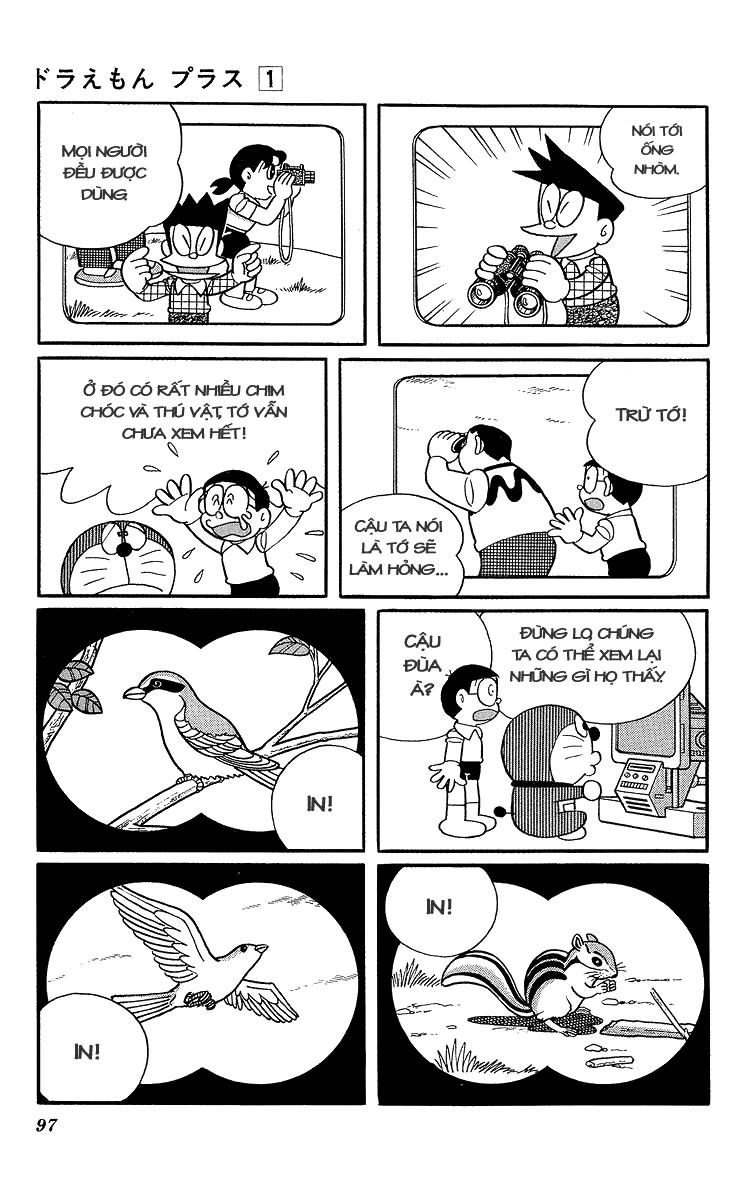 ドラえもん プラス 1
NÓI TỚI
ỐNG
NHÒM.
MỌI NGƯỜI
ĐỀU ĐƯỢC
DÙNG.
TRỪ TỚ!
CẬU TA NÓI
LÀ TỚ SẼ
LÀM HỎNG...
Ở ĐÓ CÓ RẤT NHIỀU CHIM
CHÓC VÀ THÚ VẬT, TỚ VẪN
CHƯA XEM HẾT!
ĐỪNG LO, CHÚNG
TA CÓ THỂ XEM LẠI
NHỮNG GÌ HỌ THẤY.
CẬU
ĐÙA
À?
IN!
IN!
IN!
97